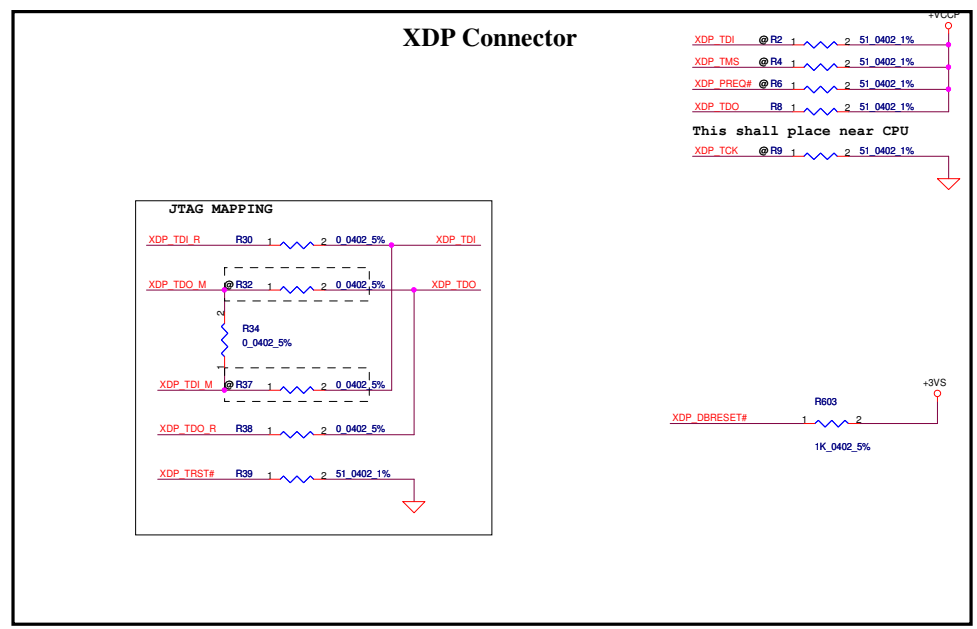 XDP Connector
+VCCP
XDP_TDI @ R2 1 2 51_0402_1%
XDP_TMS @ R4 1 2 51_0402_1%
XDP_PREQ# @ R6 1 2 51_0402_1%
XDP_TDO R8 1 2 51_0402_1%
This shall place near CPU
XDP_TCK @ R9 1 2 51_0402_1%
JTAG MAPPING
XDP_TDI_R R30 1 2 0_0402_5% XDP_TDI
XDP_TDO_M @ R32 1 2 0_0402_5% XDP_TDO
2
R34
0_0402_5%
1
XDP_TDI_M @ R37 1 2 0_0402_5%
XDP_TDO_R R38 1 2 0_0402_5%
XDP_TRST# R39 1 2 51_0402_1%
+3VS
R603
XDP_DBRESET# 1 2
1K_0402_5%